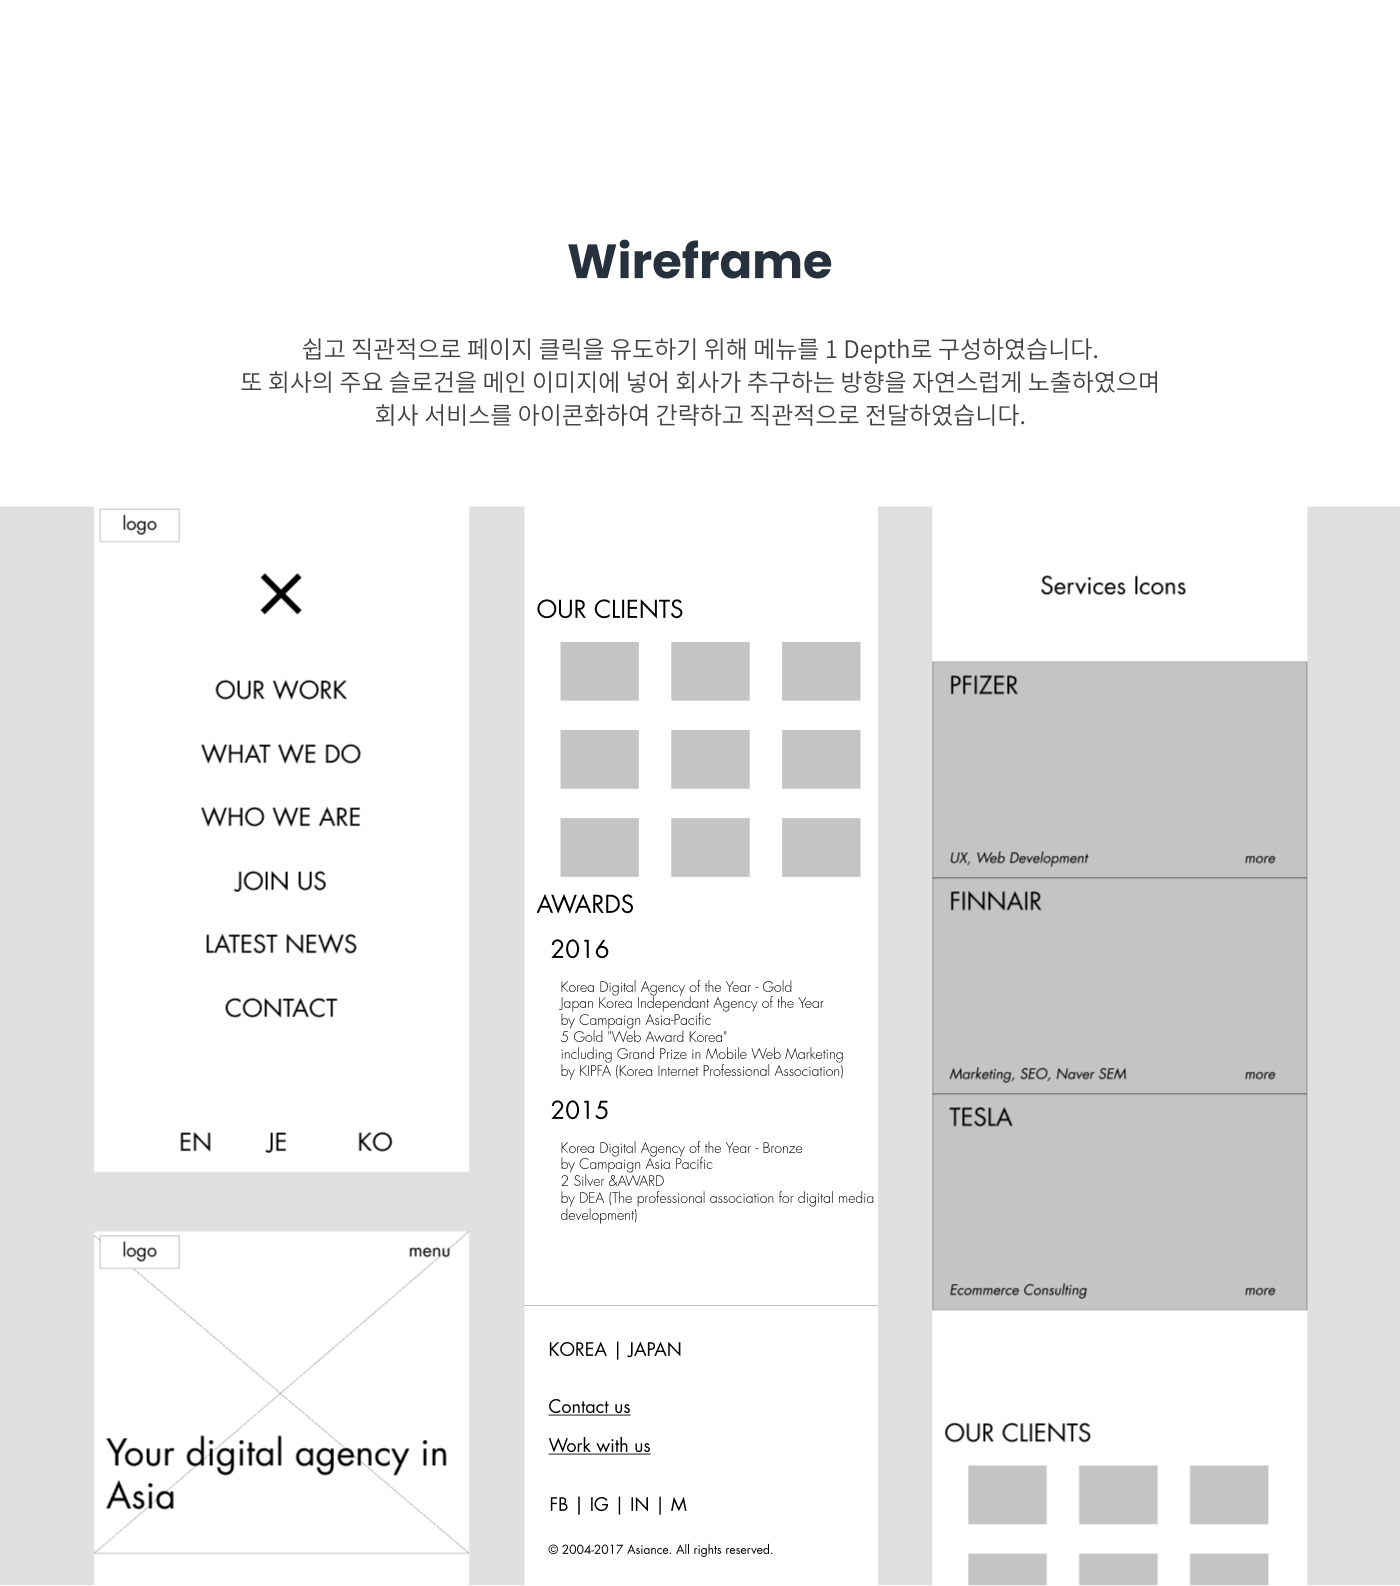 Wireframe
쉽고 직관적으로 페이지 클릭을 유도하기 위해 메뉴를 1 Depth로 구성하였습니다.
또 회사의 주요 슬로건을 메인 이미지에 넣어 회사가 추구하는 방향을 자연스럽게 노출하였으며
회사 서비스를 아이콘화하여 간략하고 직관적으로 전달하였습니다.
logo
OUR WORK
WHAT WE DO
WHO WE ARE
JOIN US
LATEST NEWS
CONTACT
EN JE KO
logo
menu
Your digital agency in
Asia
OUR CLIENTS
AWARDS
2016
Korea Digital Agency of the Year - Gold
Japan Korea Independant Agency of the Year
by Campaign Asia-Pacific
5 Gold "Web Award Korea"
including Grand Prize in Mobile Web Marketing
by KIPFA (Korea Internet Professional Association)
2015
Korea Digital Agency of the Year - Bronze
by Campaign Asia Pacific
2 Silver &AWARD
by DEA (The professional association for digital media
development)
KOREA | JAPAN
Contact us
Work with us
FB | IG | IN | M
© 2004-2017 Asiance. All rights reserved.
Services Icons
PFIZER
UX, Web Development
more
FINNAIR
Marketing, SEO, Naver SEM
more
TESLA
Ecommerce Consulting
more
OUR CLIENTS